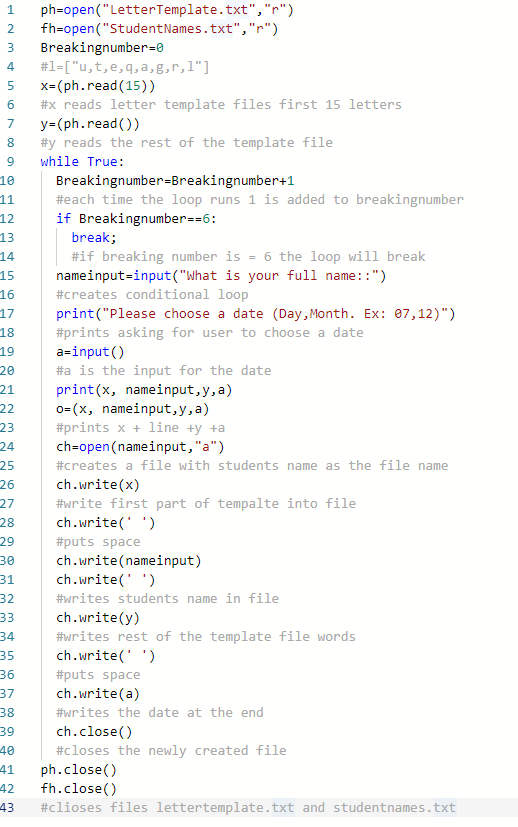 1 ph=open("LetterTemplate.txt","r")
2 fh=open("StudentNames.txt","r")
3 Breakingnumber=0
4 #l=["u,t,e,q,a,g,r,l"]
5 x=(ph.read(15))
6 #x reads letter template files first 15 letters
7 y=(ph.read())
8 #y reads the rest of the template file
9 while True:
10 Breakingnumber=Breakingnumber+1
11 #each time the loop runs 1 is added to breakingnumber
12 if Breakingnumber==6:
13 break;
14 #if breaking number is = 6 the loop will break
15 nameinput=input("What is your full name::")
16 #creates conditional loop
17 print("Please choose a date (Day,Month. Ex: 07,12)")
18 #prints asking for user to choose a date
19 a=input()
20 #a is the input for the date
21 print(x, nameinput,y,a)
22 o=(x, nameinput,y,a)
23 #prints x + line +y +a
24 ch=open(nameinput,"a")
25 #creates a file with students name as the file name
26 ch.write(x)
27 #write first part of tempalte into file
28 ch.write(' ')
29 #puts space
30 ch.write(nameinput)
31 ch.write(' ')
32 #writes students name in file
33 ch.write(y)
34 #writes rest of the template file words
35 ch.write(' ')
36 #puts space
37 ch.write(a)
38 #writes the date at the end
39 ch.close()
40 #closes the newly created file
41 ph.close()
42 fh.close()
43 #clioses files lettertemplate.txt and studentnames.txt